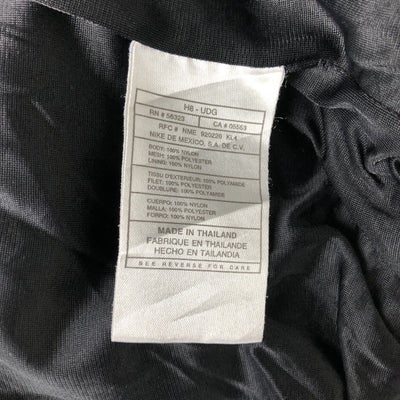 H8 - UDG
RN # 56323 CA # 05553
RFC # NME 920220 KL4
NIKE DE MEXICO, S.A. DE C.V.
BODY: 100% NYLON
MESH: 100% POLYESTER
LINING: 100% NYLON
TISSU D'EXTERIEUR: 100% POLYAMIDE
FILET: 100% POLYESTER
DOUBLURE: 100% POLYAMIDE
CUERPO: 100% NYLON
MALLA: 100% POLYESTER
FORRO: 100% NYLON
MADE IN THAILAND
FABRIQUE EN THAILANDE
HECHO EN TAILANDIA
SEE REVERSE FOR CARE